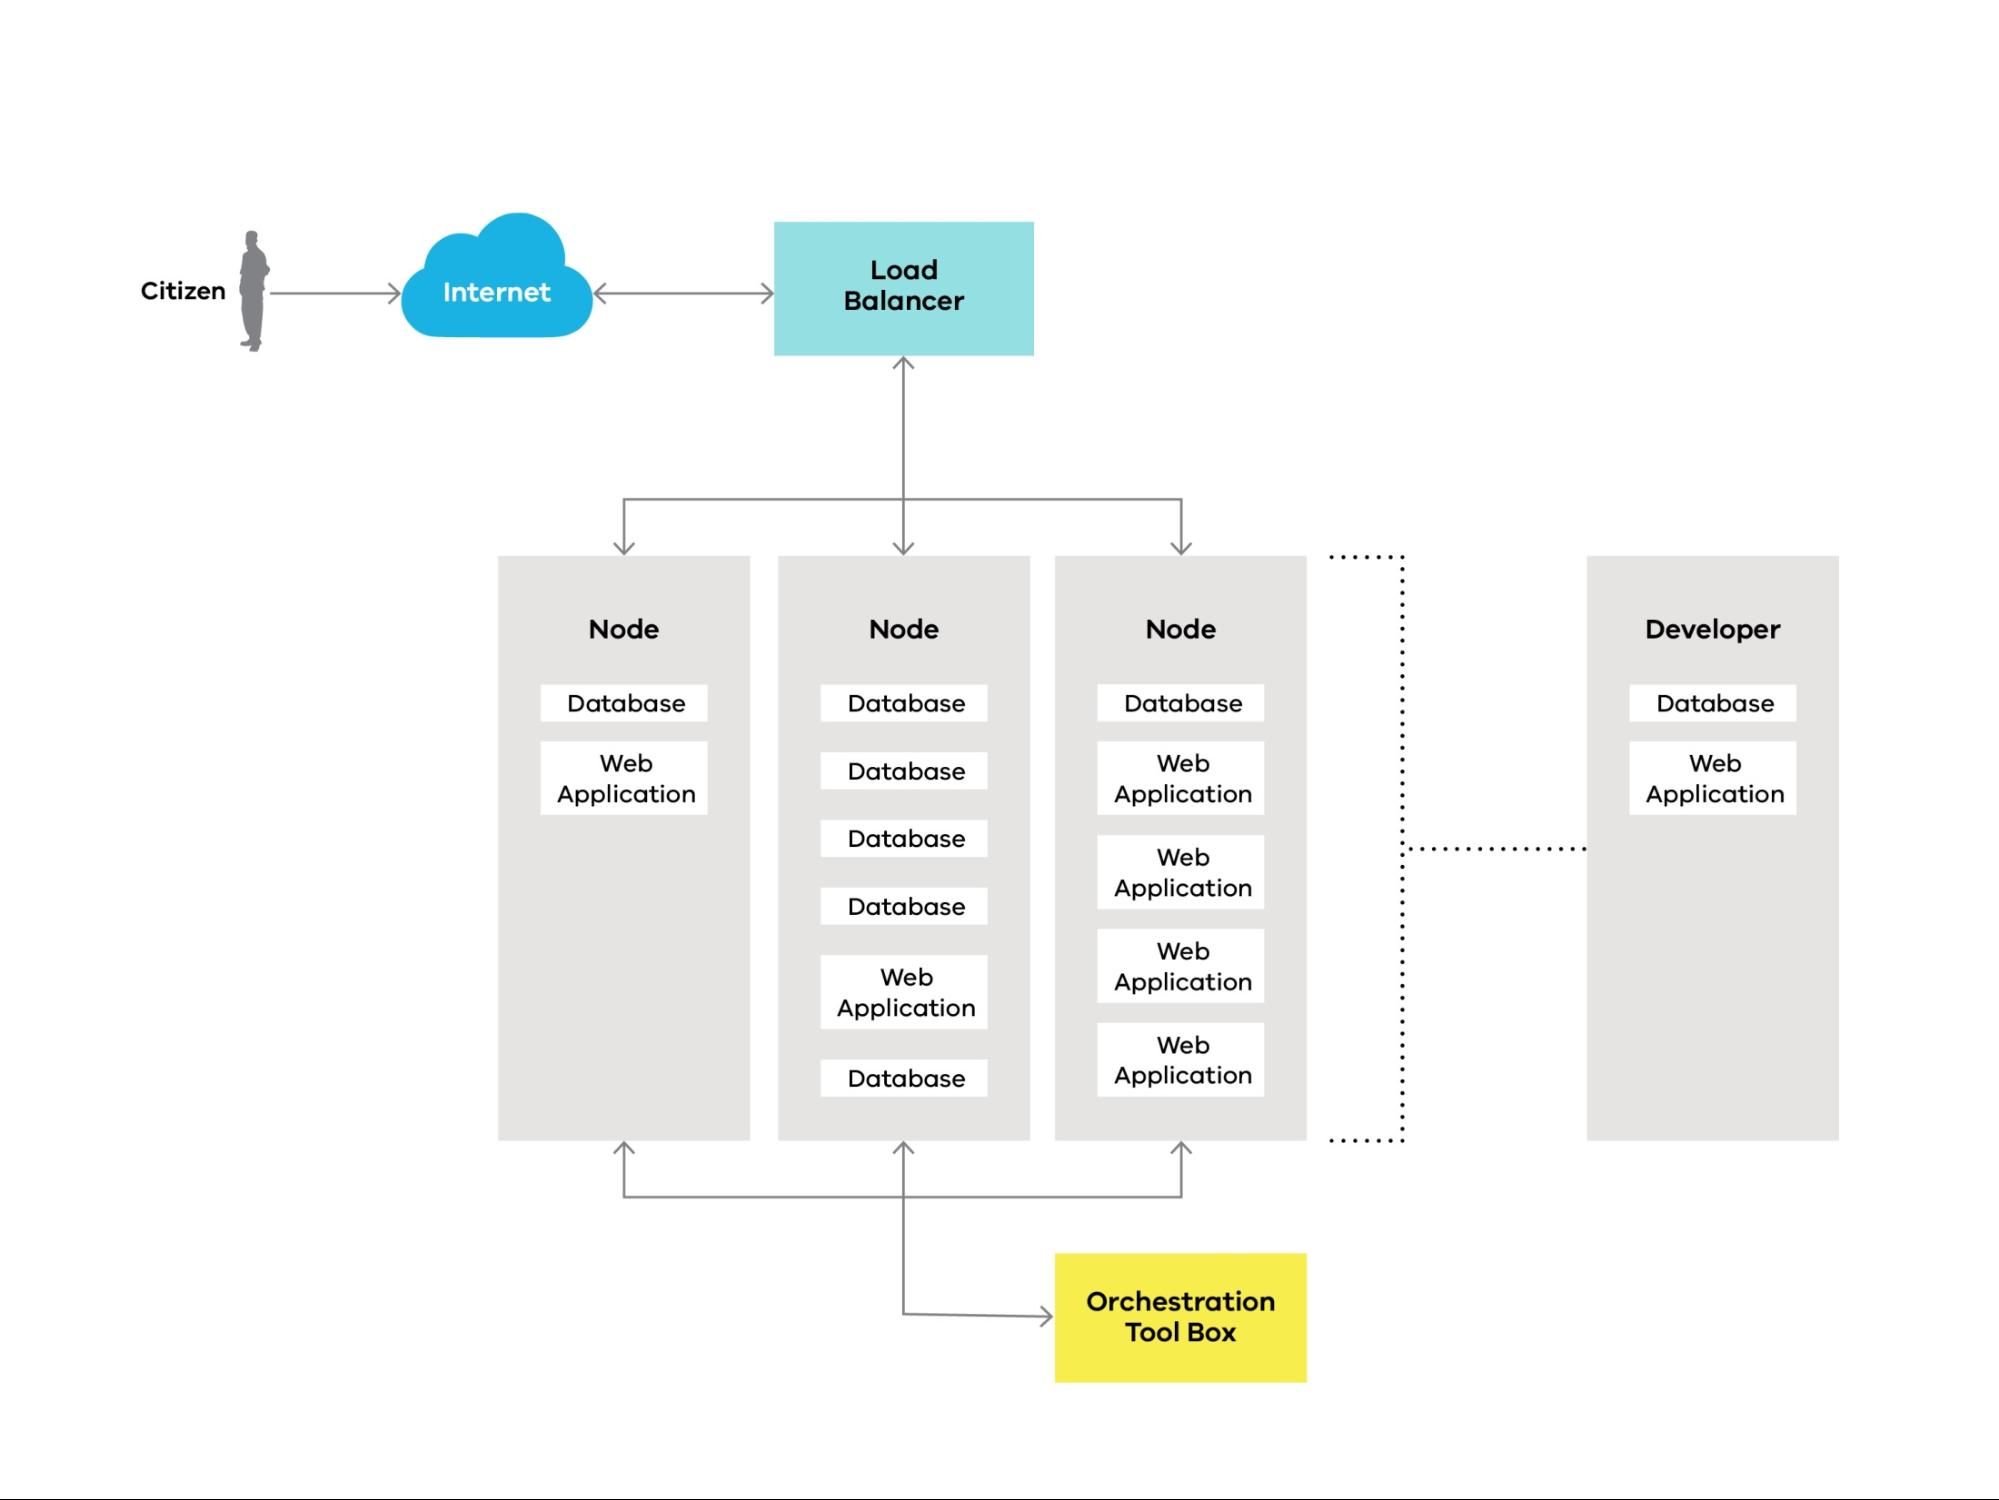 Citizen
Internet
Load
Balancer
Node
Database
Web
Application
Node
Database
Database
Database
Database
Web
Application
Database
Node
Database
Web
Application
Web
Application
Web
Application
Web
Application
Developer
Database
Web
Application
Orchestration
Tool Box